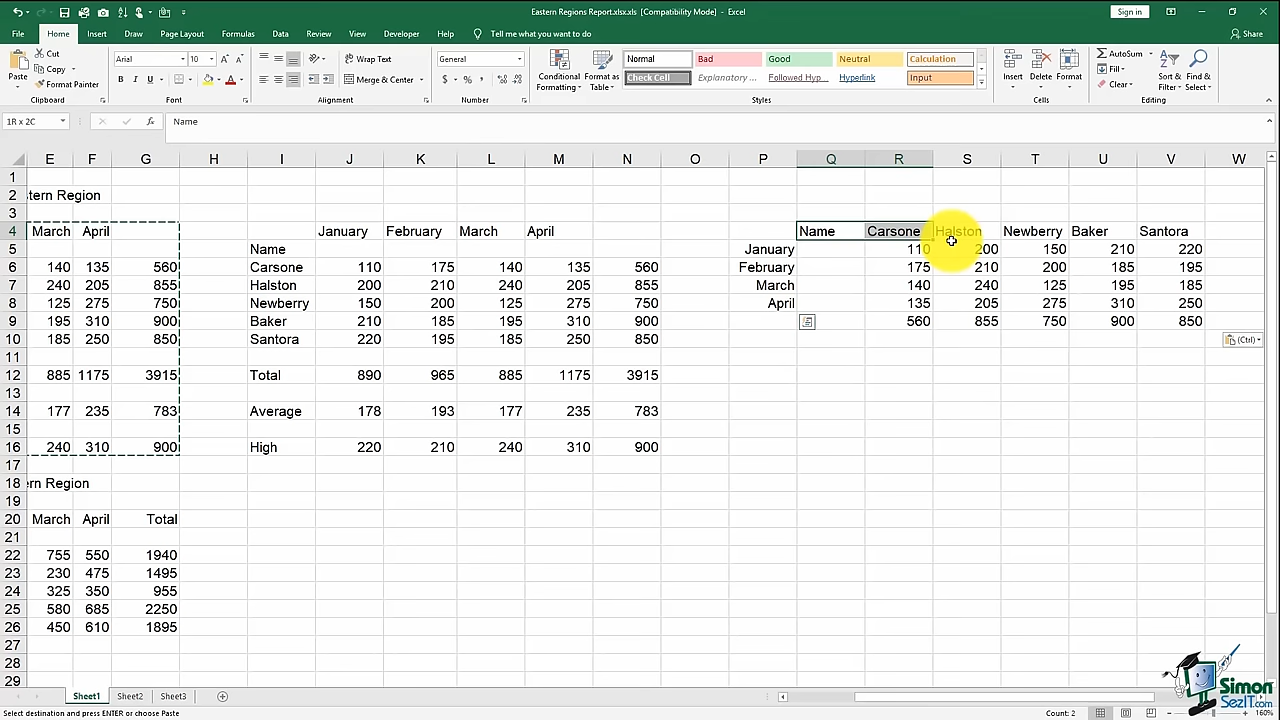 Eastern Regions Report.xlsx.xls [Compatibility Mode] - Excel
Sign in
File Home Insert Draw Page Layout Formulas Data Review View Developer Help Tell me what you want to do Share
Paste Cut Copy Format Painter Clipboard
Arial 10 B I U A A Font
Wrap Text Merge & Center Alignment
General $ % , Number
Conditional Formatting Format as Table
Normal Bad Good Neutral Calculation
Check Cell Explanatory ... Followed Hyp... Hyperlink Input
Styles
Insert Delete Format Cells
AutoSum Fill Clear Sort & Filter Find & Select Editing
1R x 2C fx Name
E F G H I J K L M N O P Q R S T U V W
1
2 tern Region
3
4 March April January February March April Name Carsone Halston Newberry Baker Santora
5 Name January 110 200 150 210 220
6 140 135 560 Carsone 110 175 140 135 560 February 175 210 200 185 195
7 240 205 855 Halston 200 210 240 205 855 March 140 240 125 195 185
8 125 275 750 Newberry 150 200 125 275 750 April 135 205 275 310 250
9 195 310 900 Baker 210 185 195 310 900 560 855 750 900 850
10 185 250 850 Santora 220 195 185 250 850 (Ctrl)
11
12 885 1175 3915 Total 890 965 885 1175 3915
13
14 177 235 783 Average 178 193 177 235 783
15
16 240 310 900 High 220 210 240 310 900
17
18 ern Region
19
20 March April Total
21
22 755 550 1940
23 230 475 1495
24 325 350 955
25 580 685 2250
26 450 610 1895
27
28
29
Sheet1 Sheet2 Sheet3
Select destination and press ENTER or choose Paste Count: 2 160%
Simon
SezIT.com